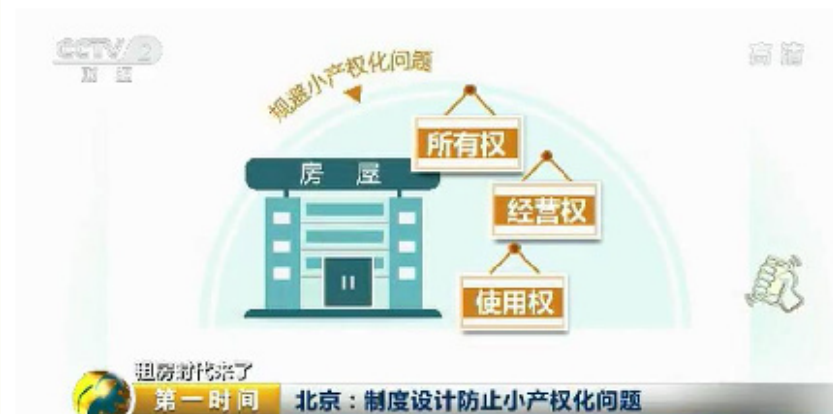 CCTV 2
财经
高清
规避小产权化问题
所有权
房屋
经营权
使用权
租房时代来了
第一时间
北京：制度设计防止小产权化问题